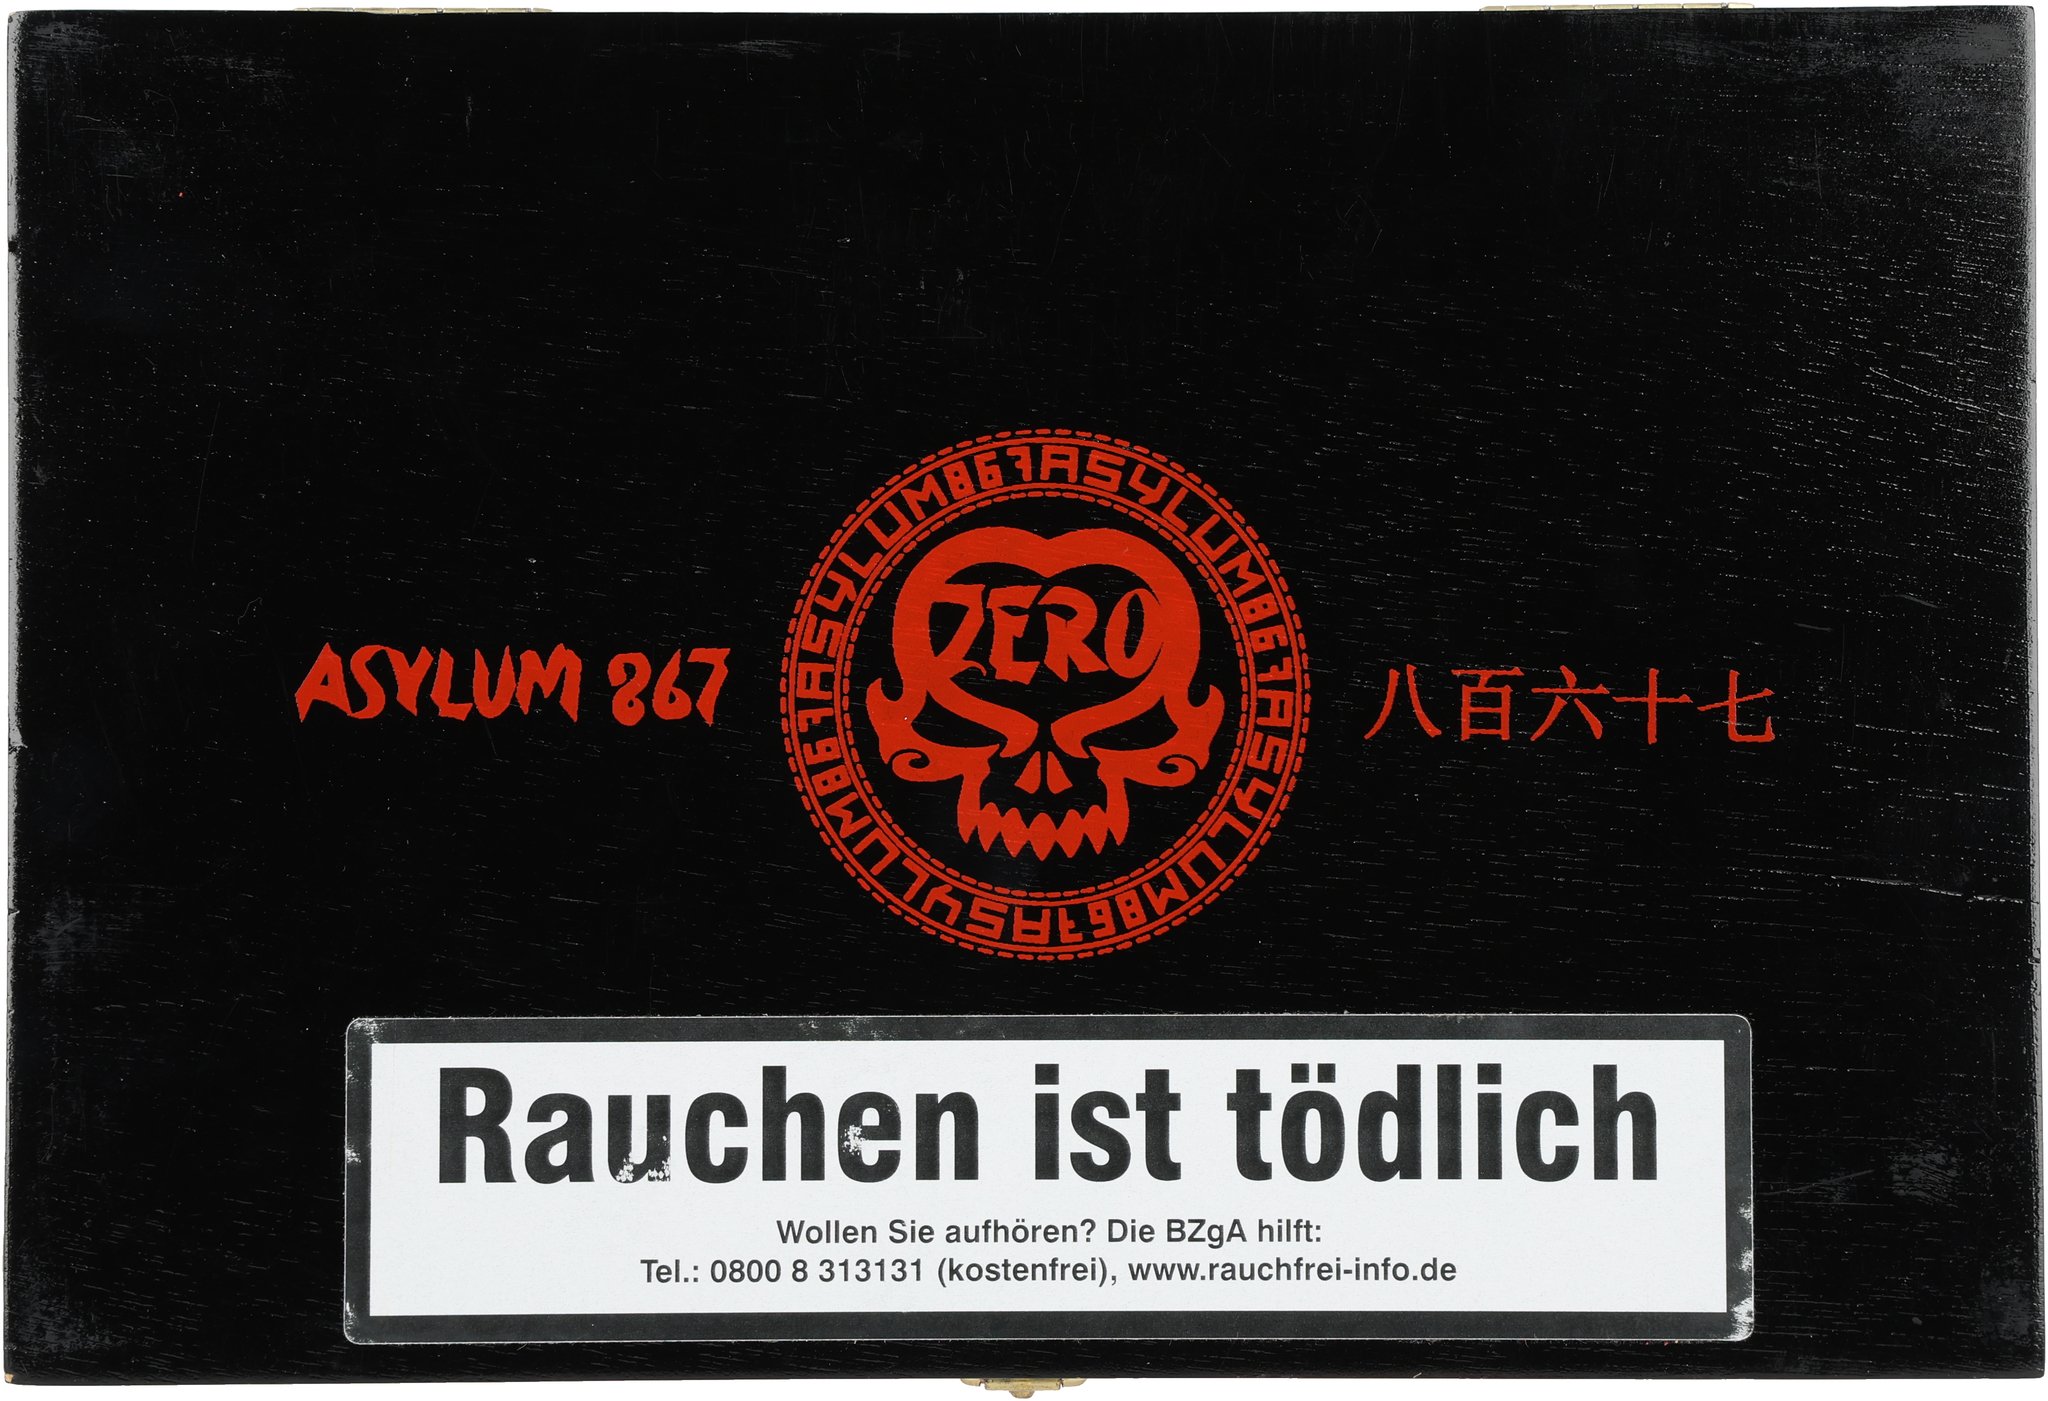 ASYLUM 867
ASYLUM867ASYLUM867ASYLUM867ASYLUM867
ZERO
八百六十七
Rauchen ist tödlich
Wollen Sie aufhören? Die BZgA hilft:
Tel.: 0800 8 313131 (kostenfrei), www.rauchfrei-info.de